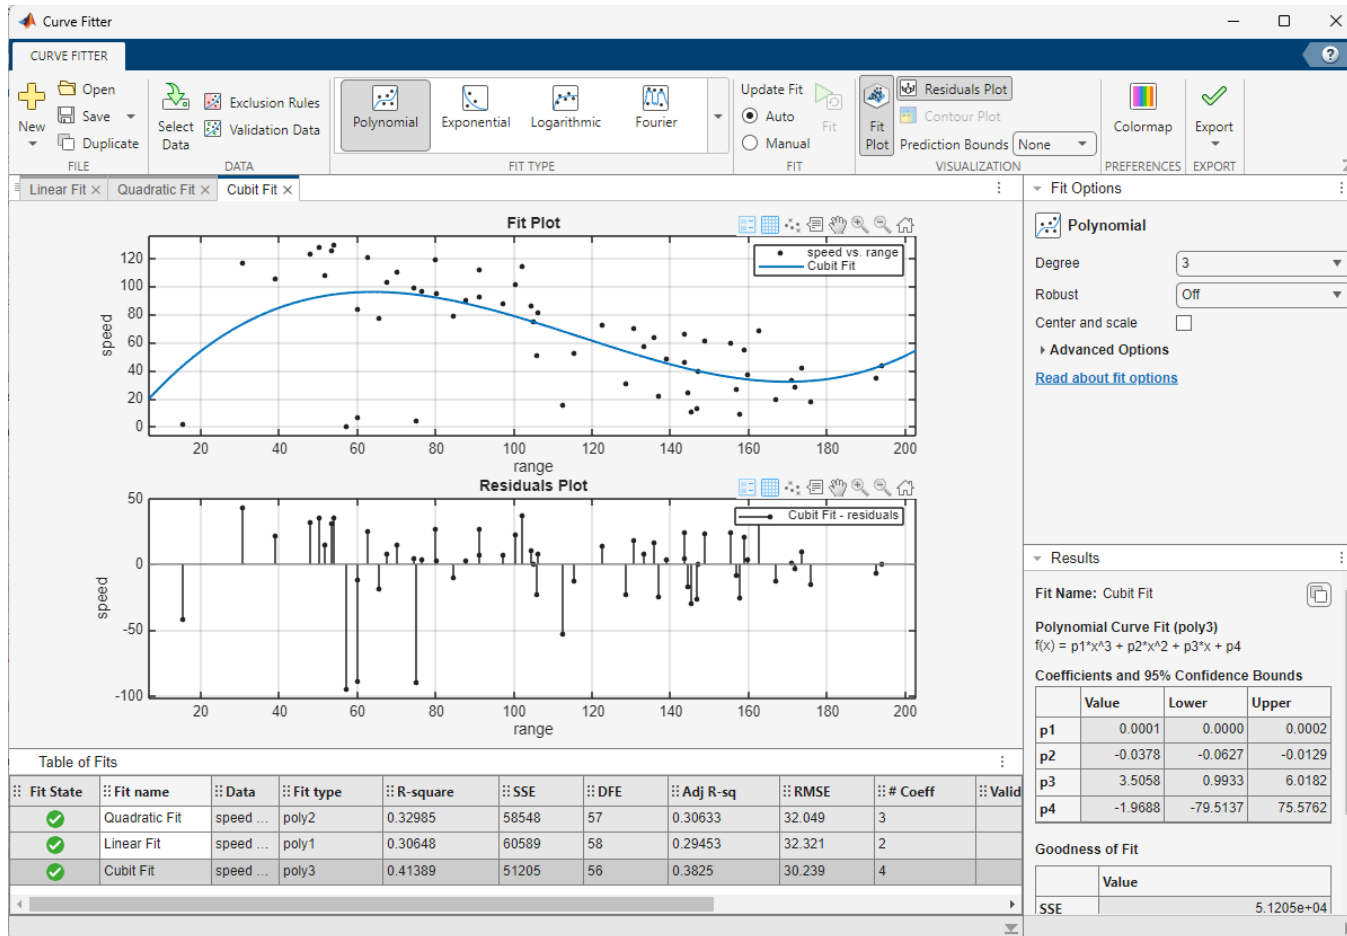 Curve Fitter
CURVE FITTER
New
Open
Save
Duplicate
FILE
Select Data
Exclusion Rules
Validation Data
DATA
Polynomial
Exponential
Logarithmic
Fourier
FIT TYPE
Update Fit
Auto
Manual
Fit
FIT
Fit Plot
Residuals Plot
Contour Plot
Prediction Bounds None
VISUALIZATION
Colormap
PREFERENCES
Export
EXPORT
Linear Fit Quadratic Fit Cubit Fit
Fit Plot
speed vs. range
Cubit Fit
120
100
80
60
40
20
0
speed
20 40 60 80 100 120 140 160 180 200
range
Residuals Plot
Cubit Fit - residuals
50
0
-50
-100
speed
20 40 60 80 100 120 140 160 180 200
range
Table of Fits
Fit State Fit name Data Fit type R-square SSE DFE Adj R-sq RMSE # Coeff Valid
Quadratic Fit speed ... poly2 0.32985 58548 57 0.30633 32.049 3
Linear Fit speed ... poly1 0.30648 60589 58 0.29453 32.321 2
Cubit Fit speed ... poly3 0.41389 51205 56 0.3825 30.239 4
Fit Options
Polynomial
Degree 3
Robust Off
Center and scale
Advanced Options
Read about fit options
Results
Fit Name: Cubit Fit
Polynomial Curve Fit (poly3)
f(x) = p1*x^3 + p2*x^2 + p3*x + p4
Coefficients and 95% Confidence Bounds
Value Lower Upper
p1 0.0001 0.0000 0.0002
p2 -0.0378 -0.0627 -0.0129
p3 3.5058 0.9933 6.0182
p4 -1.9688 -79.5137 75.5762
Goodness of Fit
Value
SSE 5.1205e+04